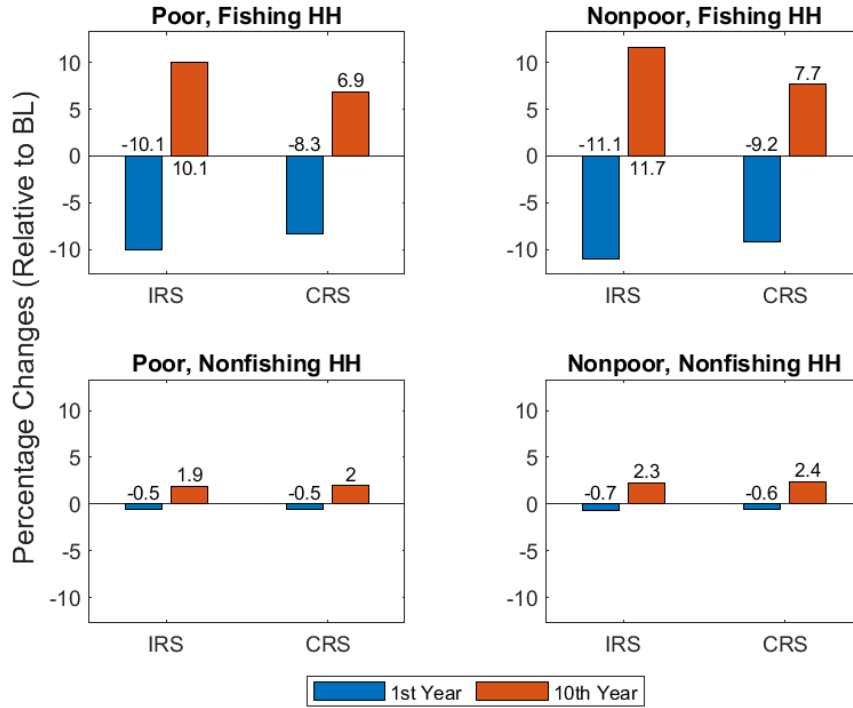 Poor, Fishing HH
Nonpoor, Fishing HH
Percentage Changes (Relative to BL)
10
5
0
-5
-10
-10.1
10.1
-8.3
6.9
IRS
CRS
10
5
0
-5
-10
-11.1
11.7
-9.2
7.7
IRS
CRS
Poor, Nonfishing HH
Nonpoor, Nonfishing HH
10
5
0
-5
-10
-0.5
1.9
-0.5
2
IRS
CRS
10
5
0
-5
-10
-0.7
2.3
-0.6
2.4
IRS
CRS
1st Year
10th Year